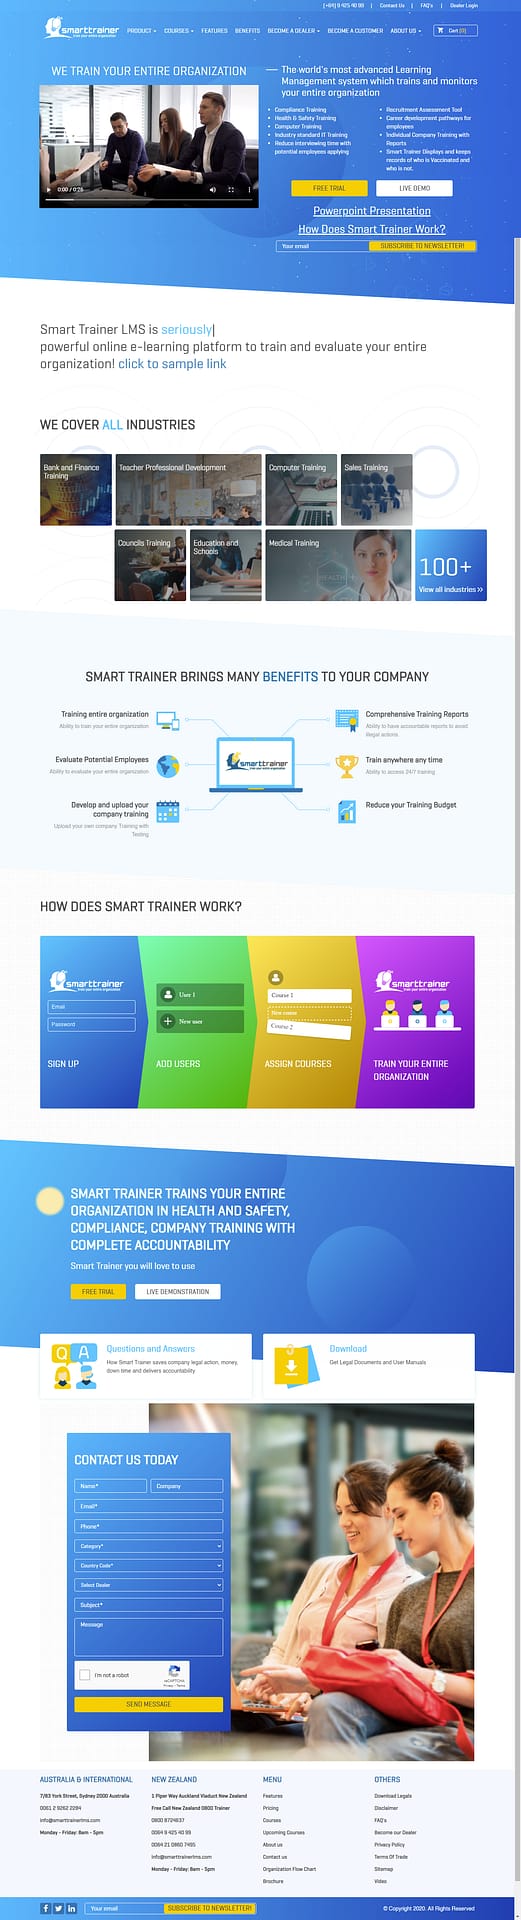 (+64) 9 425 40 99 | Contact Us | FAQ's | Dealer Login
smarttrainer
train your entire organization
PRODUCT COURSES FEATURES BENEFITS BECOME A DEALER BECOME A CUSTOMER ABOUT US Cart (0)
WE TRAIN YOUR ENTIRE ORGANIZATION
0:00 / 0:26
The world's most advanced Learning
Management system which trains and monitors
your entire organization
Compliance Training
Health & Safety Training
Computer Training
Industry standard IT Training
Reduce interviewing time with
potential employees applying
Recruitment Assessment Tool
Career development pathways for
employees
Individual Company Training with
Reports
Smart Trainer Displays and keeps
records of who is Vaccinated and
who is not.
FREE TRIAL LIVE DEMO
Powerpoint Presentation
How Does Smart Trainer Work?
Your email SUBSCRIBE TO NEWSLETTER!
Smart Trainer LMS is seriously|
powerful online e-learning platform to train and evaluate your entire
organization! click to sample link
WE COVER ALL INDUSTRIES
Bank and Finance
Training
Teacher Professional Development
Computer Training
Sales Training
Councils Training
Education and
Schools
Medical Training
HEALTH
100+
View all industries >>
SMART TRAINER BRINGS MANY BENEFITS TO YOUR COMPANY
Training entire organization
Ability to train your entire organization
Evaluate Potential Employees
Ability to evaluate your entire organization
Develop and upload your
company training
Upload your own company Training with
Testing
smarttrainer
train your entire organization
Comprehensive Training Reports
Ability to have accountable reports to avoid
illegal actions
Train anywhere any time
Ability to access 24/7 training
Reduce your Training Budget
HOW DOES SMART TRAINER WORK?
smarttrainer
train your entire organization
Email
Password
SIGN UP
User 1
New user
ADD USERS
Course 1
New course
Course 2
ASSIGN COURSES
smarttrainer
train your entire organization
TRAIN YOUR ENTIRE
ORGANIZATION
SMART TRAINER TRAINS YOUR ENTIRE
ORGANIZATION IN HEALTH AND SAFETY,
COMPLIANCE, COMPANY TRAINING WITH
COMPLETE ACCOUNTABILITY
Smart Trainer you will love to use
FREE TRIAL LIVE DEMONSTRATION
Q A
Questions and Answers
How Smart Trainer saves company legal action, money,
down time and delivers accountability
Download
Get Legal Documents and User Manuals
CONTACT US TODAY
Name* Company
Email*
Phone*
Category*
Country Code*
Select Dealer
Subject*
Message
I'm not a robot
reCAPTCHA
Privacy - Terms
SEND MESSAGE
AUSTRALIA & INTERNATIONAL
7/83 York Street, Sydney 2000 Australia
0061 2 9262 2284
info@smarttrainerlms.com
Monday - Friday: 8am - 5pm
NEW ZEALAND
1 Piper Way Auckland Viaduct New Zealand
Free Call New Zealand 0800 Trainer
0800 8724637
0064 9 425 40 99
0064 21 0860 7495
info@smarttrainerlms.com
Monday - Friday: 8am - 5pm
MENU
Features
Pricing
Courses
Upcoming Courses
About us
Contact us
Organization Flow Chart
Brochure
OTHERS
Download Legals
Disclaimer
FAQ's
Become our Dealer
Privacy Policy
Terms Of Trade
Sitemap
Video
Your email SUBSCRIBE TO NEWSLETTER!
© Copyright 2020. All Rights Reserved